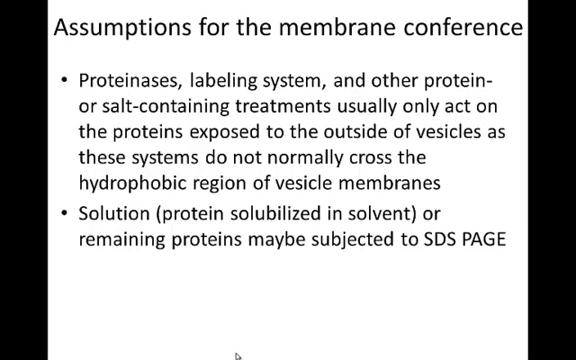 Assumptions for the membrane conference
• Proteinases, labeling system, and other protein-
or salt-containing treatments usually only act on
the proteins exposed to the outside of vesicles as
these systems do not normally cross the
hydrophobic region of vesicle membranes
• Solution (protein solubilized in solvent) or
remaining proteins maybe subjected to SDS PAGE